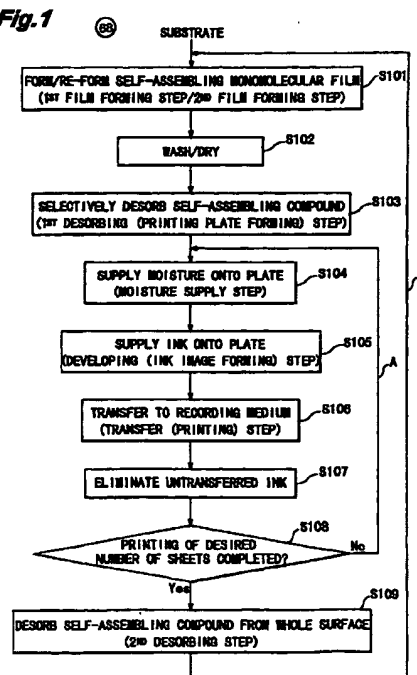 Fig.1
68
SUBSTRATE
FORM/RE-FORM SELF-ASSEMBLING MONOMOLECULAR FILM
(1ST FILM FORMING STEP/2ND FILM FORMING STEP)
S101
WASH/DRY
S102
SELECTIVELY DESORB SELF-ASSEMBLING COMPOUND
(1ST DESORBING (PRINTING PLATE FORMING) STEP)
S103
SUPPLY MOISTURE ONTO PLATE
(MOISTURE SUPPLY STEP)
S104
SUPPLY INK ONTO PLATE
(DEVELOPING (INK IMAGE FORMING) STEP)
S105
A
TRANSFER TO RECORDING MEDIUM
(TRANSFER (PRINTING) STEP)
S106
ELIMINATE UNTRANSFERRED INK
S107
PRINTING OF DESIRED
NUMBER OF SHEETS COMPLETED?
S108
No
Yes
DESORB SELF-ASSEMBLING COMPOUND FROM WHOLE SURFACE
(2ND DESORBING STEP)
S109